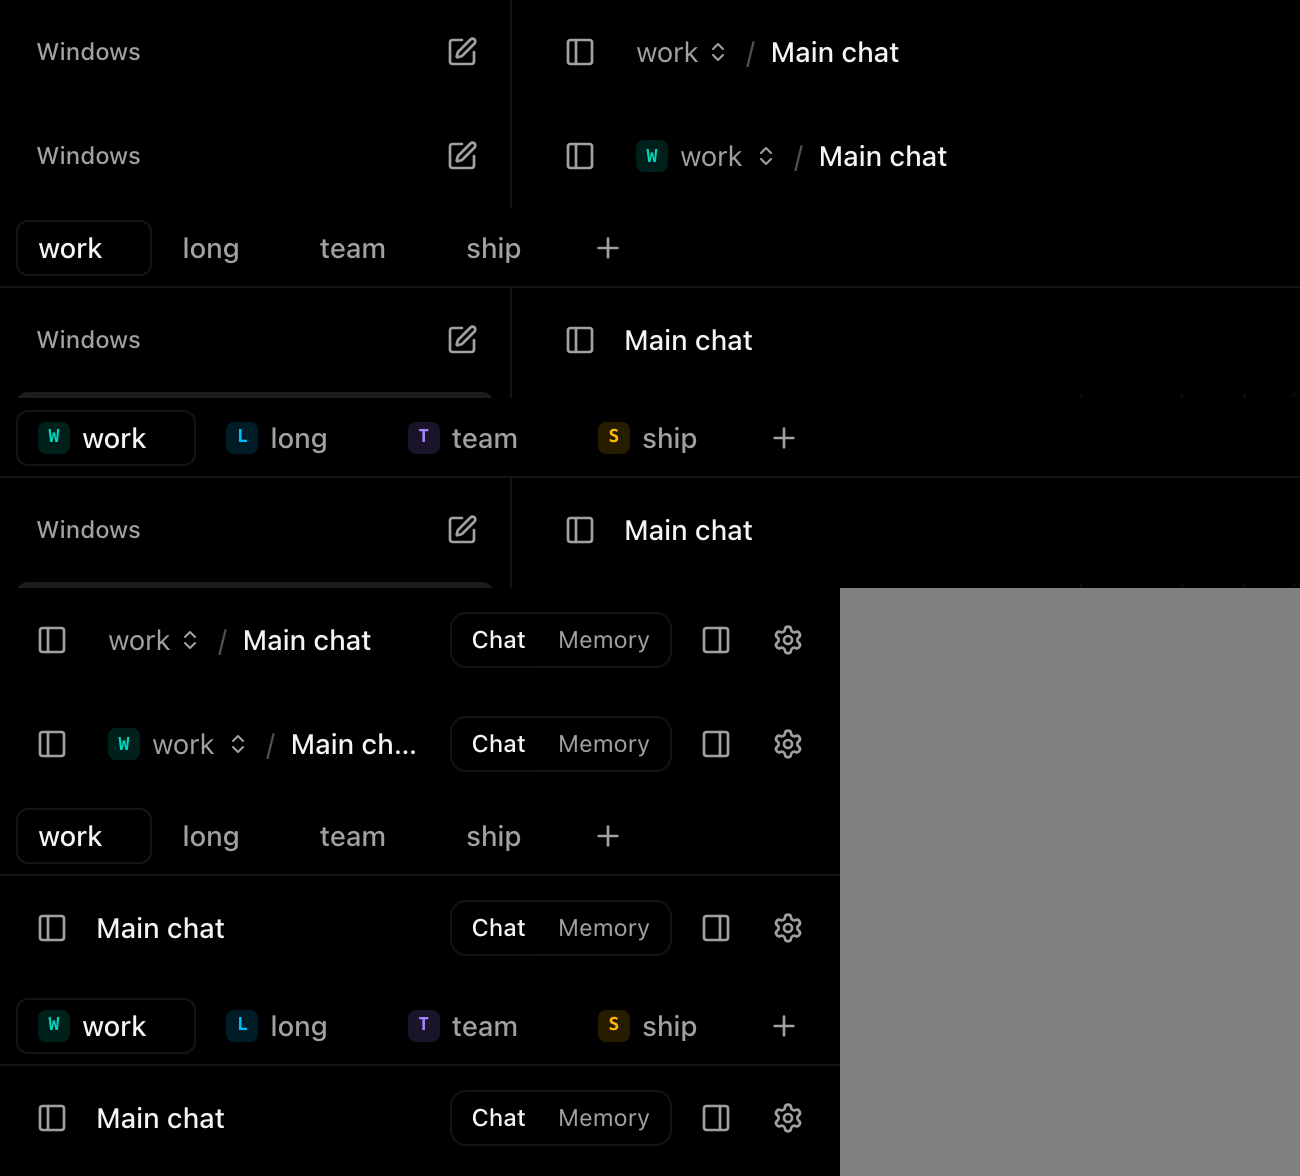 Windows work / Main chat
Windows W work / Main chat
work long team ship +
Windows Main chat
W work L long T team S ship +
Windows Main chat
work / Main chat Chat Memory
W work / Main ch... Chat Memory
work long team ship +
Main chat Chat Memory
W work L long T team S ship +
Main chat Chat Memory